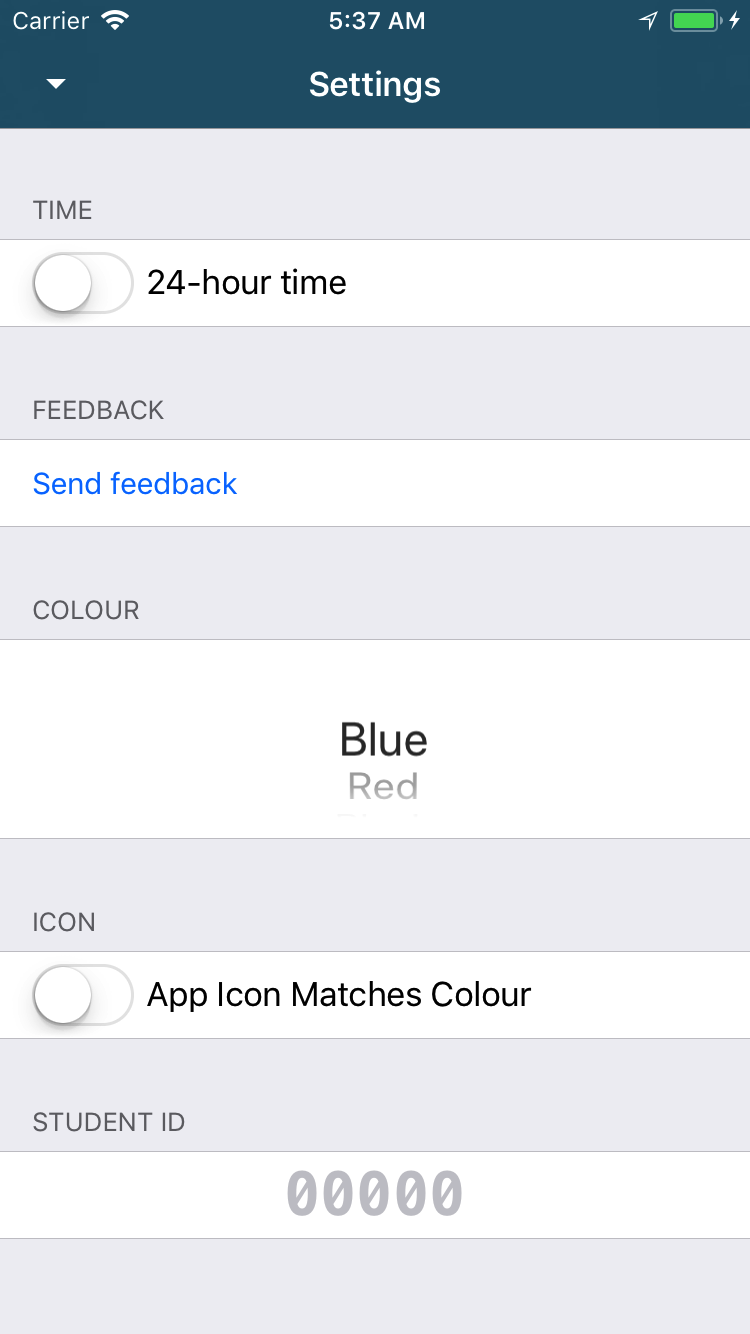 Carrier 5:37 AM
Settings
TIME
24-hour time
FEEDBACK
Send feedback
COLOUR
Blue
Red
ICON
App Icon Matches Colour
STUDENT ID
00000